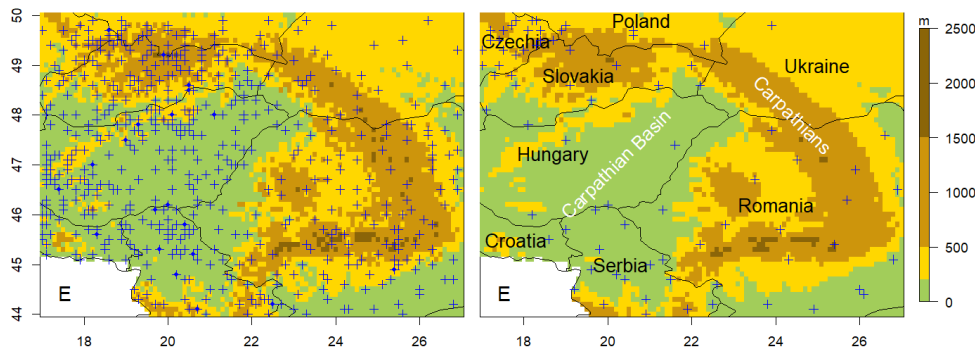 50
49
48
47
46
45
44
E
18 20 22 24 26
Poland
Czechia
Ukraine
Slovakia
Carpathians
Carpathian Basin
Hungary
Romania
Croatia
Serbia
E
18 20 22 24 26
m
2500
2000
1500
1000
500
0